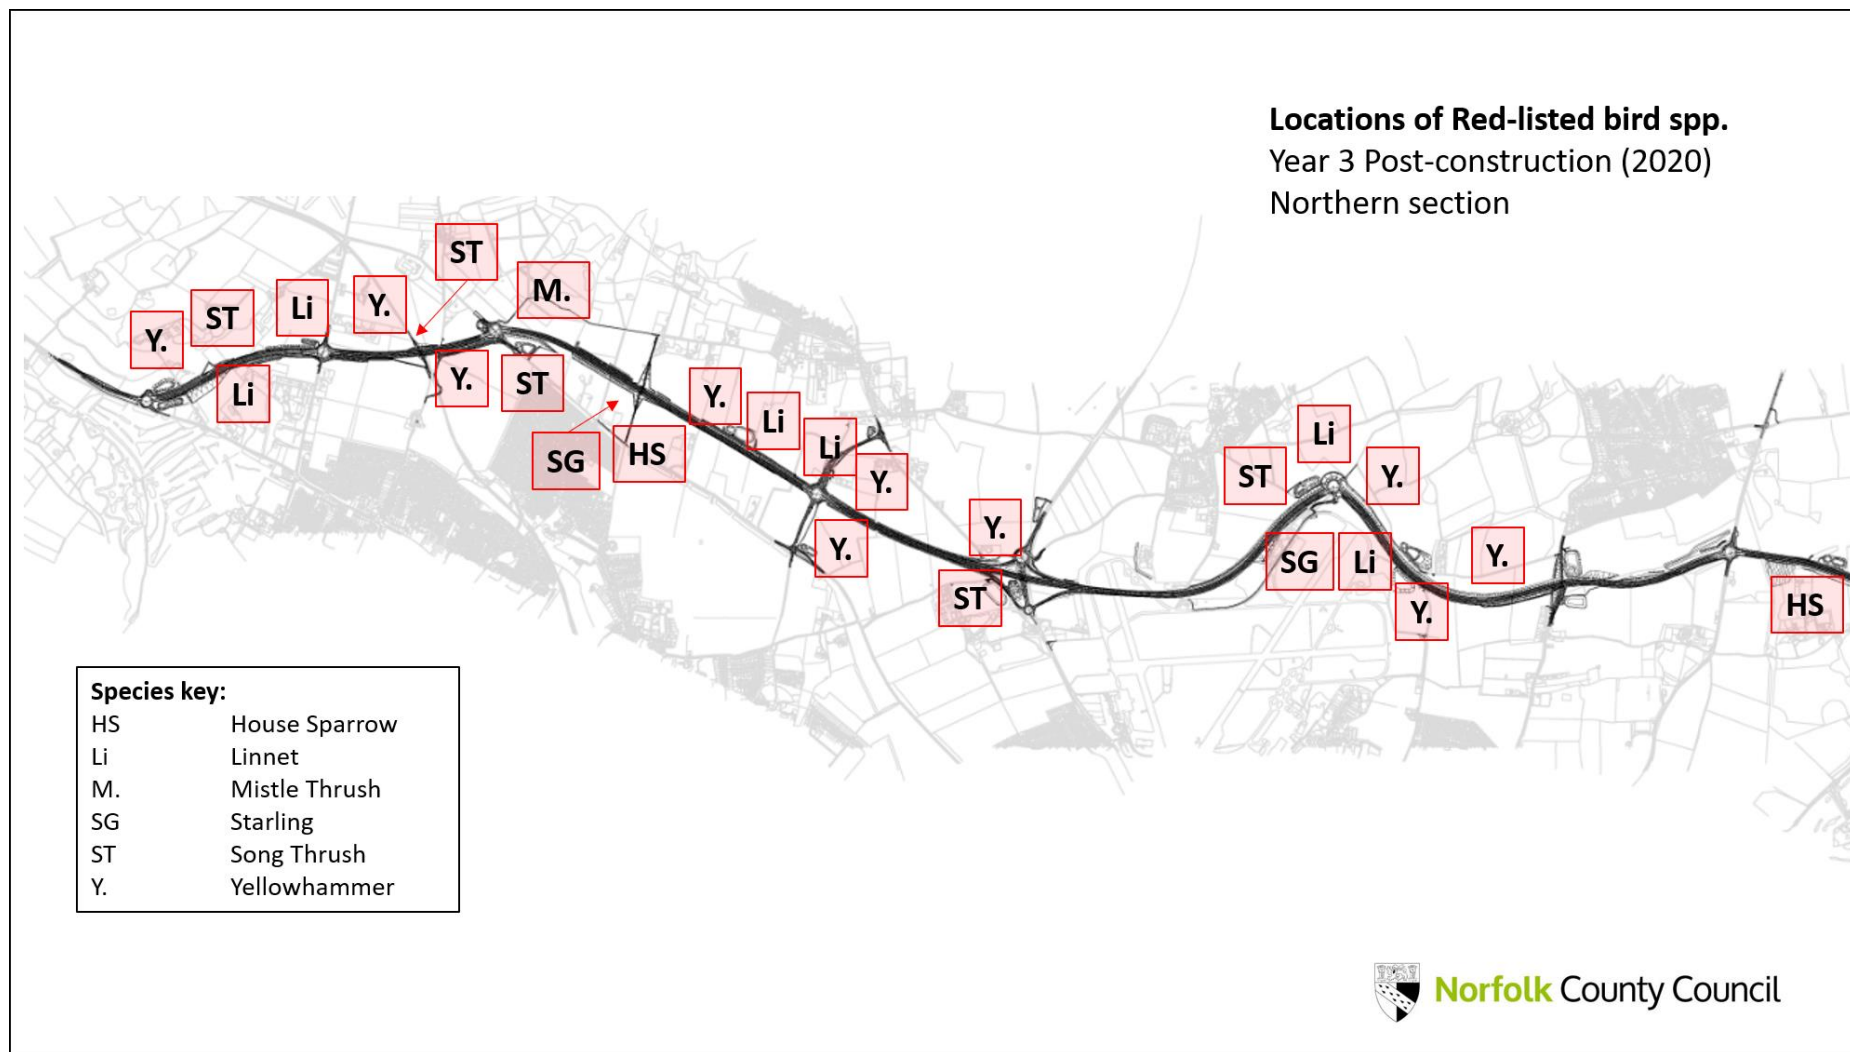 Locations of Red-listed bird spp.
Year 3 Post-construction (2020)
Northern section
ST
M.
Y.
ST
Li
Y.
Li
Y.
ST
Y.
Li
Li
Y.
SG
HS
Y.
Y.
ST
Li
ST
Y.
SG
Li
Y.
Y.
HS
Species key:
HS House Sparrow
Li Linnet
M. Mistle Thrush
SG Starling
ST Song Thrush
Y. Yellowhammer
Norfolk County Council